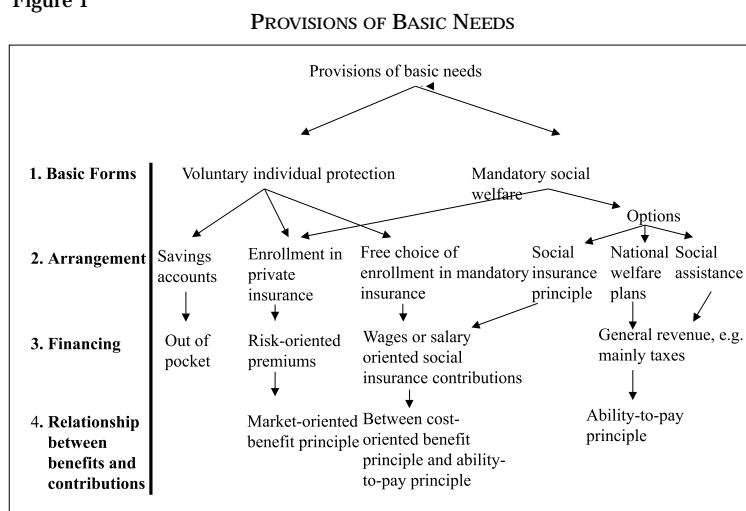 Figure 1
PROVISIONS OF BASIC NEEDS
Provisions of basic needs
1. Basic Forms
Voluntary individual protection
Mandatory social
welfare
Options
2. Arrangement
Savings
accounts
Enrollment in
private
insurance
Free choice of
enrollment in mandatory
insurance
Social
insurance
principle
National
welfare
plans
Social
assistance
3. Financing
Out of
pocket
Risk-oriented
premiums
Wages or salary
oriented social
insurance contributions
General revenue, e.g.
mainly taxes
4. Relationship
between
benefits and
contributions
Market-oriented
benefit principle
Between cost-
oriented benefit
principle and ability-
to-pay principle
Ability-to-pay
principle